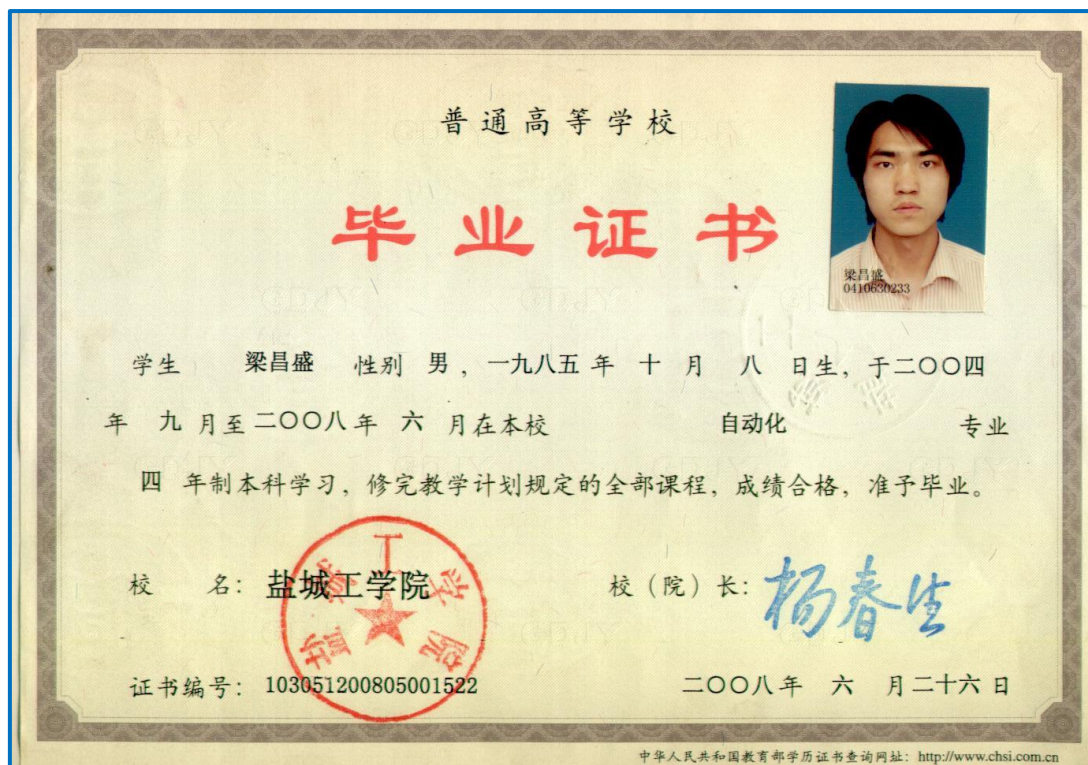 普通高等学校
毕业证书
梁昌盛
0410630233
学生 梁昌盛 性别 男，一九八五年 十 月 八 日生，于二〇〇四
年 九 月至二〇〇八年 六 月在本校 自动化 专业
四 年制本科学习，修完教学计划规定的全部课程，成绩合格，准予毕业。
校 名：盐城工学院
盐城工学院
校（院）长：杨春生
证书编号：103051200805001522
二〇〇八年 六 月二十六日
中华人民共和国教育部学历证书查询网址：http://www.chsi.com.cn